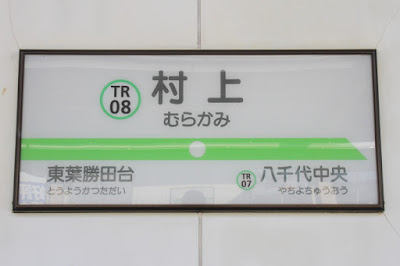 TR
08
村上
むらかみ
東葉勝田台
とうようかつただい
TR
07
八千代中央
やちよちゅうおう